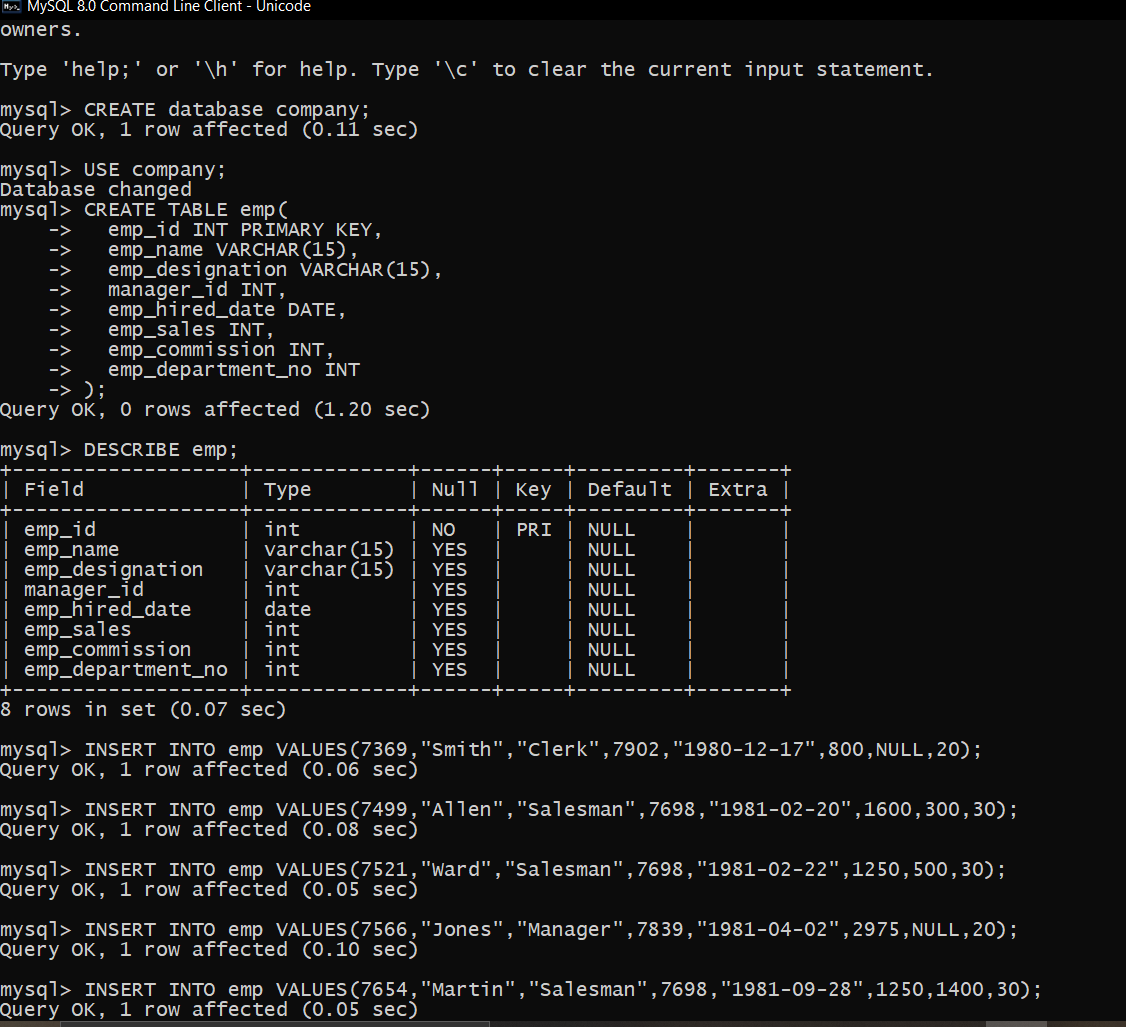 MySQL 8.0 Command Line Client - Unicode
owners.
Type 'help;' or '\h' for help. Type '\c' to clear the current input statement.
mysql> CREATE database company;
Query OK, 1 row affected (0.11 sec)
mysql> USE company;
Database changed
mysql> CREATE TABLE emp(
    ->   emp_id INT PRIMARY KEY,
    ->   emp_name VARCHAR(15),
    ->   emp_designation VARCHAR(15),
    ->   manager_id INT,
    ->   emp_hired_date DATE,
    ->   emp_sales INT,
    ->   emp_commission INT,
    ->   emp_department_no INT
    -> );
Query OK, 0 rows affected (1.20 sec)
mysql> DESCRIBE emp;
+-------------------+-------------+------+-----+---------+-------+
| Field             | Type        | Null | Key | Default | Extra |
+-------------------+-------------+------+-----+---------+-------+
| emp_id            | int         | NO   | PRI | NULL    |       |
| emp_name          | varchar(15) | YES  |     | NULL    |       |
| emp_designation   | varchar(15) | YES  |     | NULL    |       |
| manager_id        | int         | YES  |     | NULL    |       |
| emp_hired_date    | date        | YES  |     | NULL    |       |
| emp_sales         | int         | YES  |     | NULL    |       |
| emp_commission    | int         | YES  |     | NULL    |       |
| emp_department_no | int         | YES  |     | NULL    |       |
+-------------------+-------------+------+-----+---------+-------+
8 rows in set (0.07 sec)
mysql> INSERT INTO emp VALUES(7369,"Smith","Clerk",7902,"1980-12-17",800,NULL,20);
Query OK, 1 row affected (0.06 sec)
mysql> INSERT INTO emp VALUES(7499,"Allen","Salesman",7698,"1981-02-20",1600,300,30);
Query OK, 1 row affected (0.08 sec)
mysql> INSERT INTO emp VALUES(7521,"Ward","Salesman",7698,"1981-02-22",1250,500,30);
Query OK, 1 row affected (0.05 sec)
mysql> INSERT INTO emp VALUES(7566,"Jones","Manager",7839,"1981-04-02",2975,NULL,20);
Query OK, 1 row affected (0.10 sec)
mysql> INSERT INTO emp VALUES(7654,"Martin","Salesman",7698,"1981-09-28",1250,1400,30);
Query OK, 1 row affected (0.05 sec)